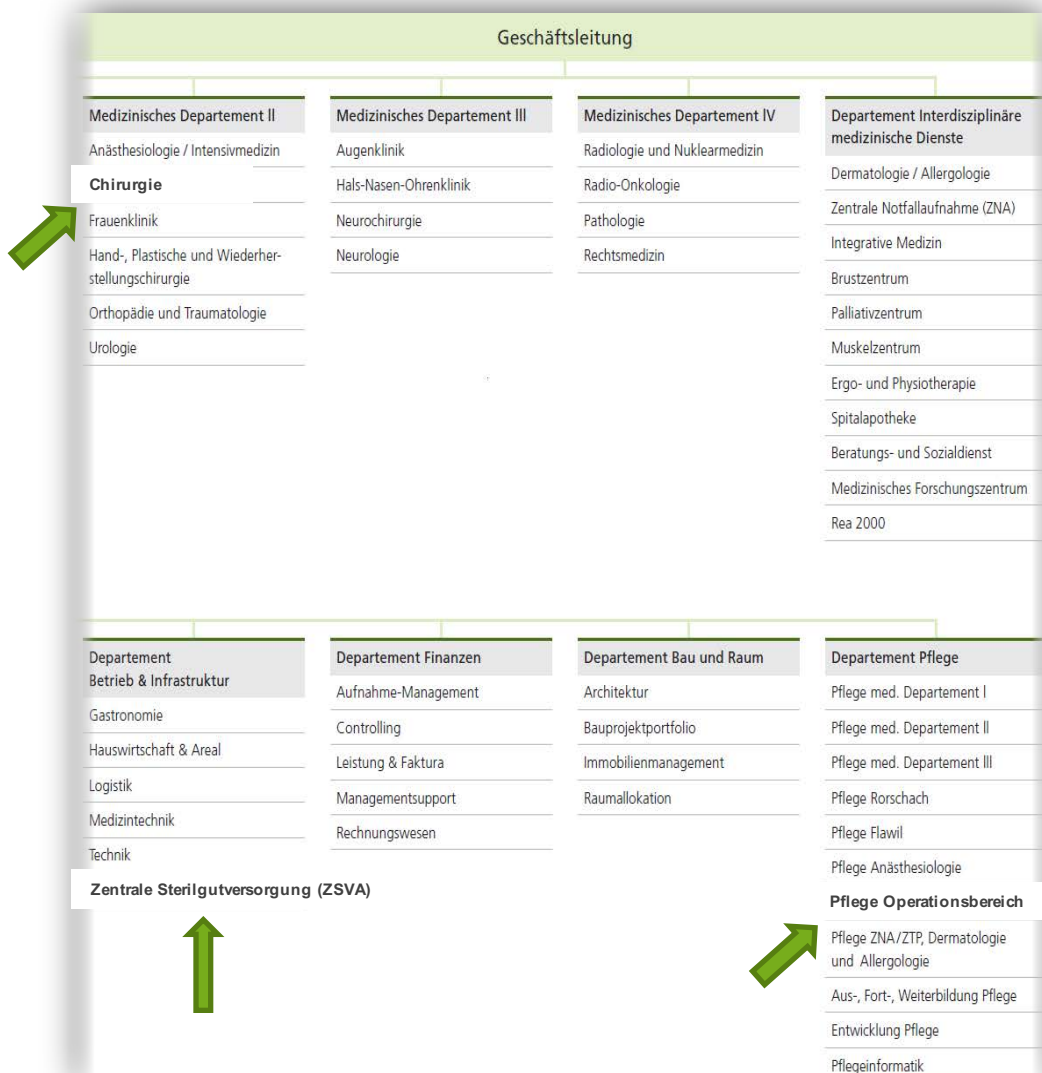 Geschäftsleitung
Medizinisches Departement II
Anästhesiologie / Intensivmedizin
Chirurgie
Frauenklinik
Hand-, Plastische und Wiederher-
stellungschirurgie
Orthopädie und Traumatologie
Urologie
Medizinisches Departement III
Augenklinik
Hals-Nasen-Ohrenklinik
Neurochirurgie
Neurologie
Medizinisches Departement IV
Radiologie und Nuklearmedizin
Radio-Onkologie
Pathologie
Rechtsmedizin
Departement Interdisziplinäre
medizinische Dienste
Dermatologie / Allergologie
Zentrale Notfallaufnahme (ZNA)
Integrative Medizin
Brustzentrum
Palliativzentrum
Muskelzentrum
Ergo- und Physiotherapie
Spitalapotheke
Beratungs- und Sozialdienst
Medizinisches Forschungszentrum
Rea 2000
Departement
Betrieb & Infrastruktur
Gastronomie
Hauswirtschaft & Areal
Logistik
Medizintechnik
Technik
Zentrale Sterilgutversorgung (ZSVA)
Departement Finanzen
Aufnahme-Management
Controlling
Leistung & Faktura
Managementsupport
Rechnungswesen
Departement Bau und Raum
Architektur
Bauprojektportfolio
Immobilienmanagement
Raumallokation
Departement Pflege
Pflege med. Departement I
Pflege med. Departement II
Pflege med. Departement III
Pflege Rorschach
Pflege Flawil
Pflege Anästhesiologie
Pflege Operationsbereich
Pflege ZNA/ZTP, Dermatologie
und Allergologie
Aus-, Fort-, Weiterbildung Pflege
Entwicklung Pflege
Pflegeinformatik